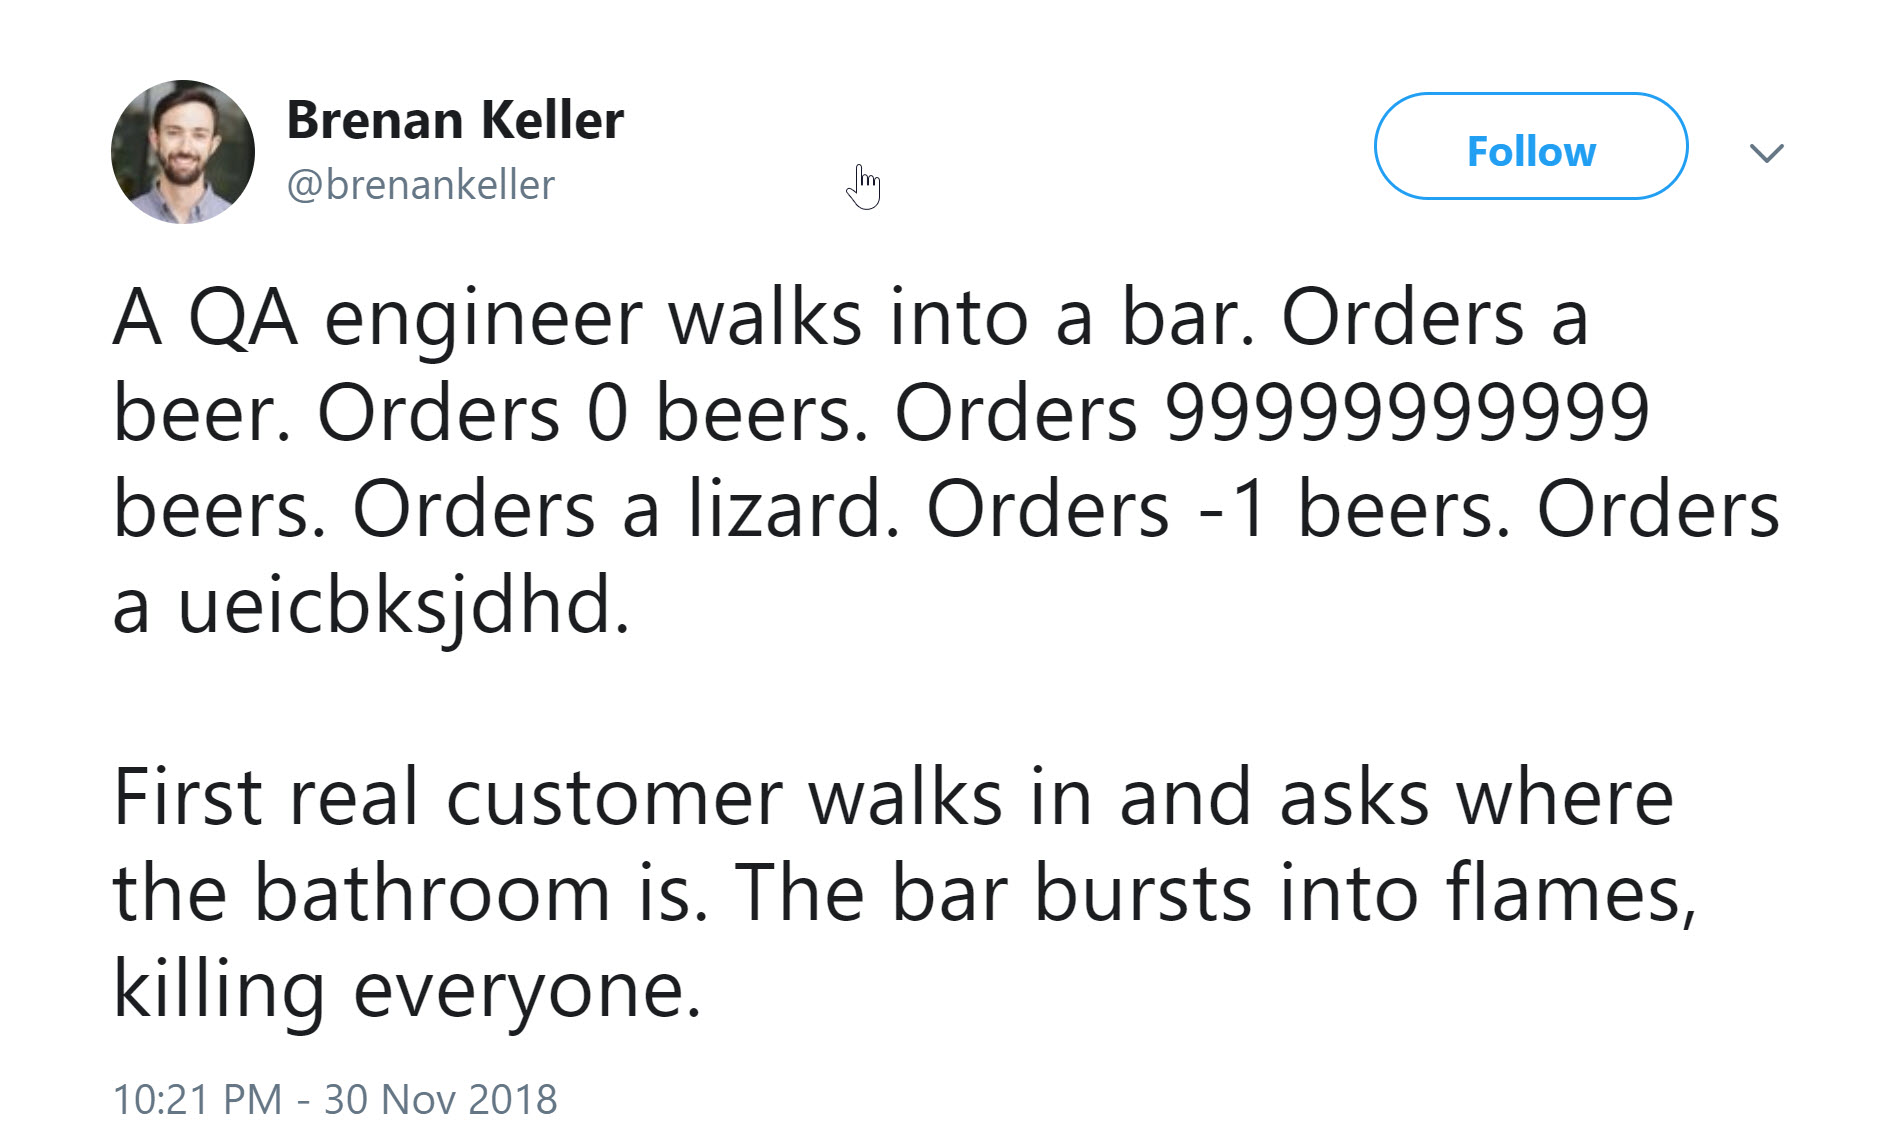 Brenan Keller
@brenankeller
Follow
A QA engineer walks into a bar. Orders a
beer. Orders 0 beers. Orders 99999999999
beers. Orders a lizard. Orders -1 beers. Orders
a ueicbksjdhd.
First real customer walks in and asks where
the bathroom is. The bar bursts into flames,
killing everyone.
10:21 PM - 30 Nov 2018